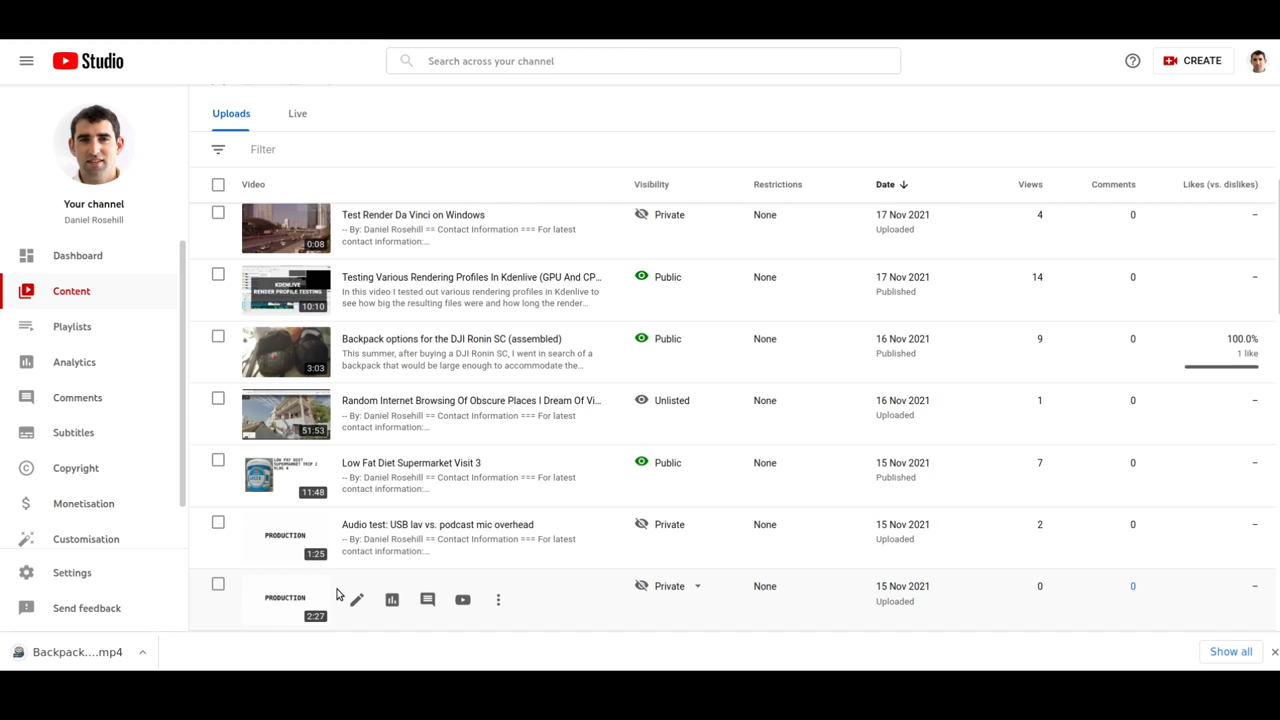 Studio
Search across your channel
CREATE
Your channel
Daniel Rosehill
Dashboard
Content
Playlists
Analytics
Comments
Subtitles
Copyright
Monetisation
Customisation
Settings
Send feedback
Uploads
Live
Filter
Video
Visibility
Restrictions
Date
Views
Comments
Likes (vs. dislikes)
0:08
Test Render Da Vinci on Windows
-- By: Daniel Rosehill == Contact Information === For latest
contact information:...
Private
None
17 Nov 2021
Uploaded
4
0
–
KDENLIVE
RENDER PROFILE TESTING
10:10
Testing Various Rendering Profiles In Kdenlive (GPU And CP...
In this video I tested out various rendering profiles in Kdenlive to
see how big the resulting files were and how long the render...
Public
None
17 Nov 2021
Published
14
0
–
3:03
Backpack options for the DJI Ronin SC (assembled)
This summer, after buying a DJI Ronin SC, I went in search of a
backpack that would be large enough to accommodate the...
Public
None
16 Nov 2021
Published
9
0
100.0%
1 like
51:53
Random Internet Browsing Of Obscure Places I Dream Of Vi...
-- By: Daniel Rosehill == Contact Information === For latest
contact information:...
Unlisted
None
16 Nov 2021
Uploaded
1
0
–
LOW FAT DIET
SUPERMARKET TRIP 2
VLOG 4
11:48
Low Fat Diet Supermarket Visit 3
-- By: Daniel Rosehill == Contact Information === For latest
contact information:...
Public
None
15 Nov 2021
Published
7
0
–
PRODUCTION
1:25
Audio test: USB lav vs. podcast mic overhead
-- By: Daniel Rosehill == Contact Information === For latest
contact information:...
Private
None
15 Nov 2021
Uploaded
2
0
–
PRODUCTION
2:27
Private
None
15 Nov 2021
Uploaded
0
0
–
Backpack....mp4
Show all